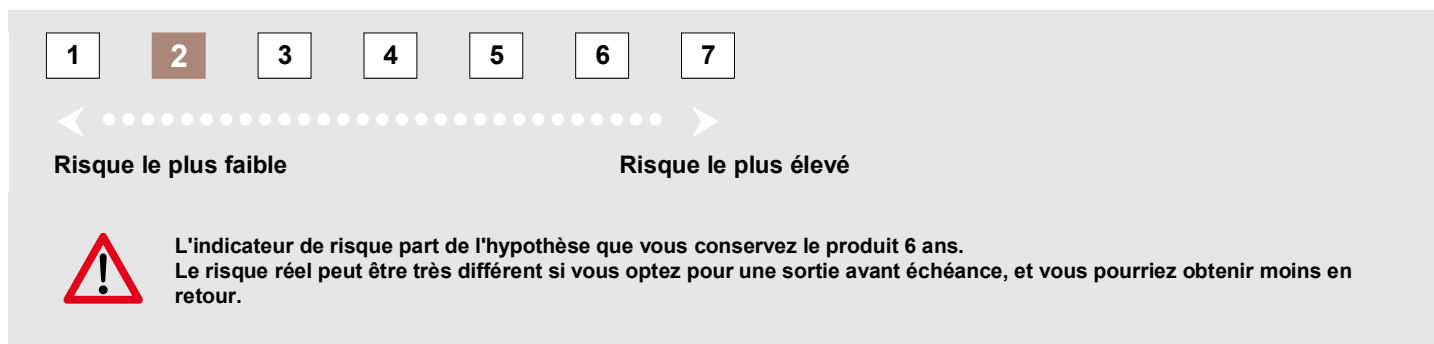 1 2 3 4 5 6 7
Risque le plus faible Risque le plus élevé
L'indicateur de risque part de l'hypothèse que vous conservez le produit 6 ans.
Le risque réel peut être très différent si vous optez pour une sortie avant échéance, et vous pourriez obtenir moins en
retour.